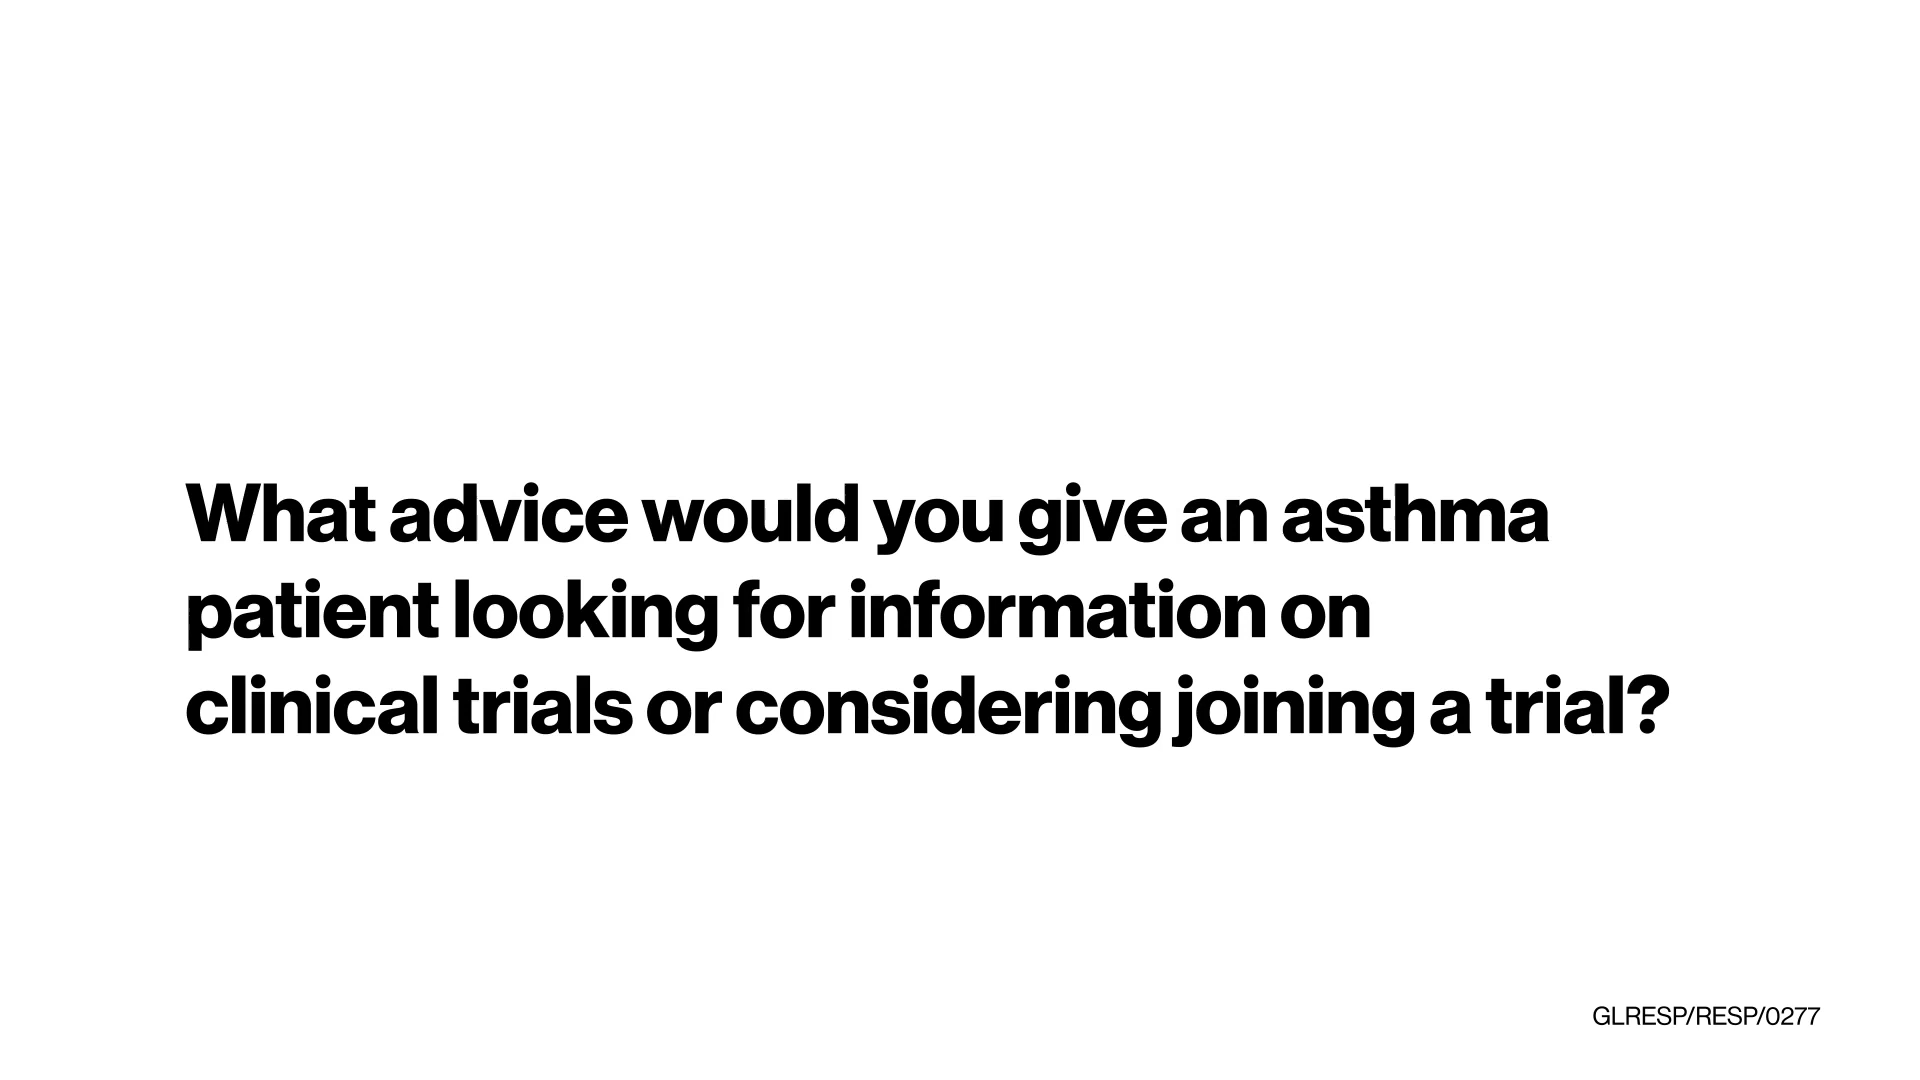 What advice would you give an asthma
patient looking for information on
clinical trials or considering joining a trial?
GLRESP/RESP/0277